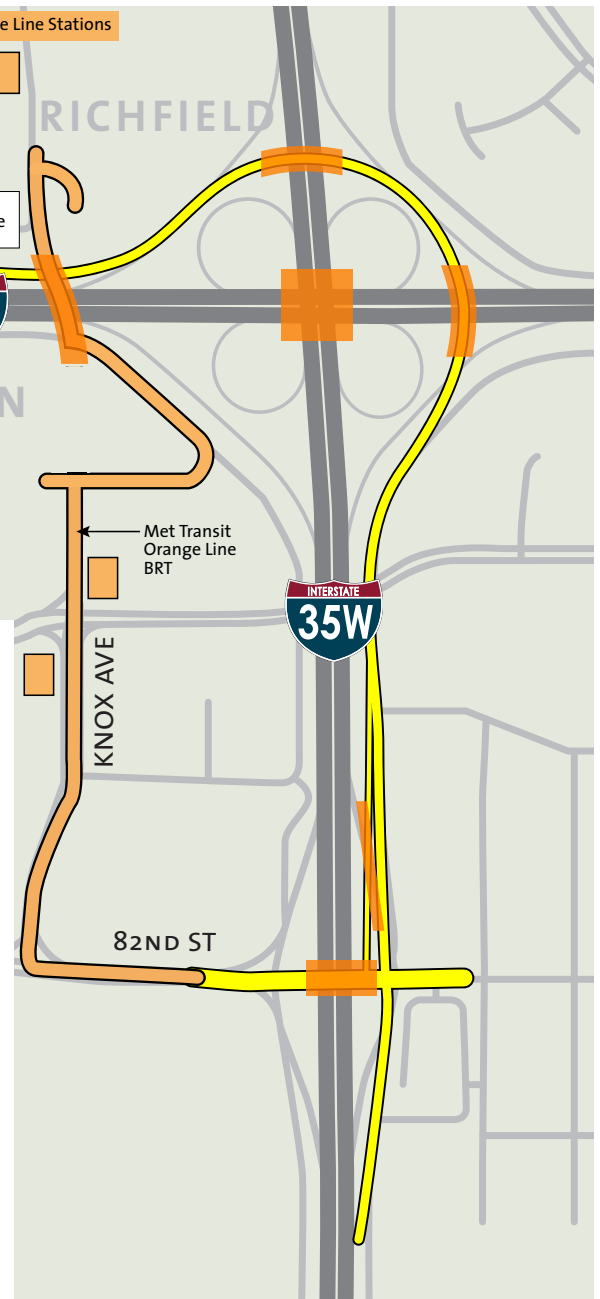 e Line Stations
RICHFIELD
e
N
Met Transit
Orange Line
BRT
INTERSTATE
35W
KNOX AVE
82ND ST